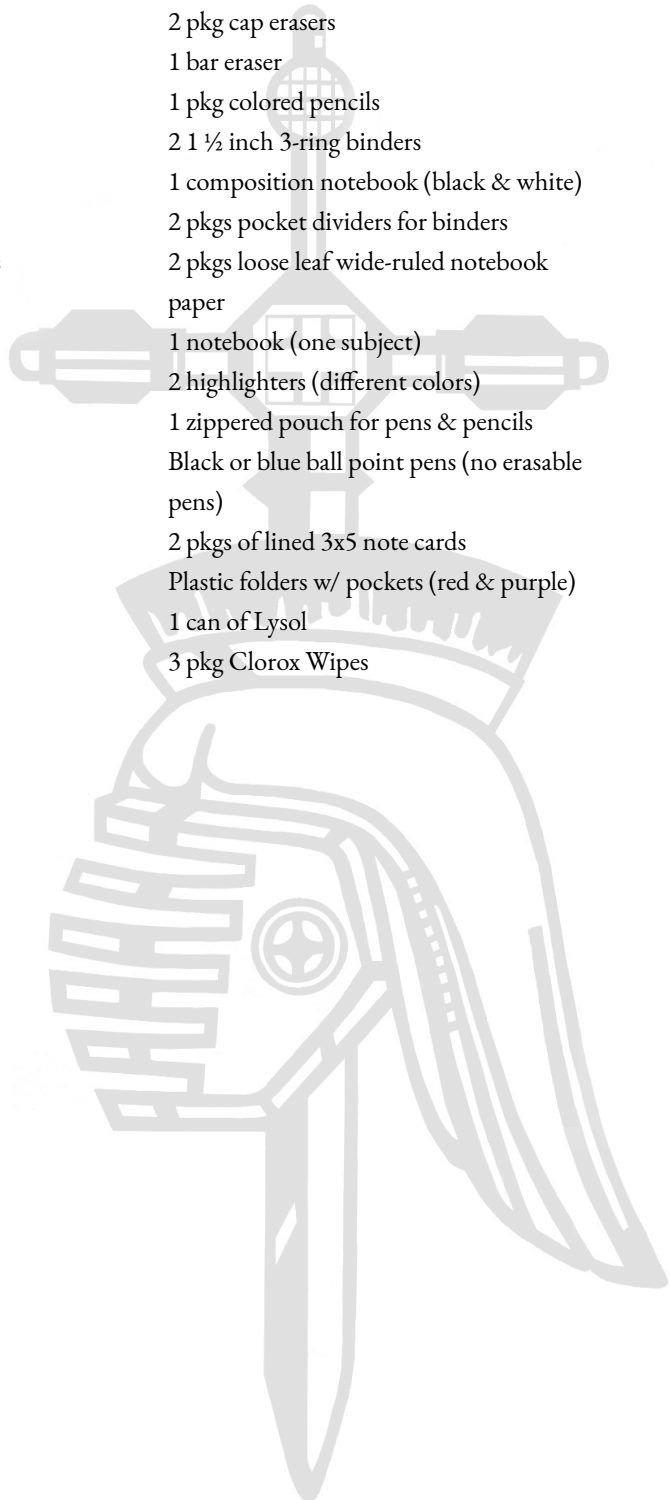 2 pkg cap erasers
1 bar eraser
1 pkg colored pencils
2 1 ½ inch 3-ring binders
1 composition notebook (black & white)
2 pkgs pocket dividers for binders
2 pkgs loose leaf wide-ruled notebook
paper
1 notebook (one subject)
2 highlighters (different colors)
1 zippered pouch for pens & pencils
Black or blue ball point pens (no erasable
pens)
2 pkgs of lined 3x5 note cards
Plastic folders w/ pockets (red & purple)
1 can of Lysol
3 pkg Clorox Wipes